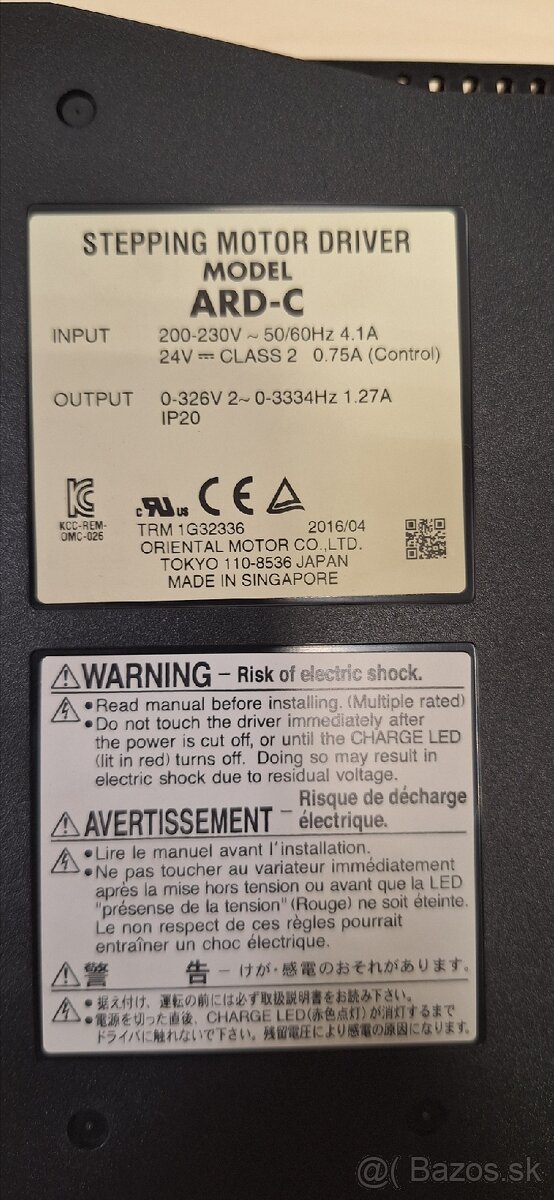 STEPPING MOTOR DRIVER
MODEL
ARD-C
INPUT 200-230V ~ 50/60Hz 4.1A
24V ⎓ CLASS 2 0.75A (Control)
OUTPUT 0-326V 2~ 0-3334Hz 1.27A
IP20
KCC-REM-
OMC-026
c RU us CE
TRM 1G32336 2016/04
ORIENTAL MOTOR CO.,LTD.
TOKYO 110-8536 JAPAN
MADE IN SINGAPORE
⚠WARNING – Risk of electric shock.
•Read manual before installing. (Multiple rated)
•Do not touch the driver immediately after
the power is cut off, or until the CHARGE LED
(lit in red) turns off. Doing so may result in
electric shock due to residual voltage.
⚠AVERTISSEMENT – Risque de décharge
électrique.
•Lire le manuel avant l'installation.
•Ne pas toucher au variateur immédiatement
après la mise hors tension ou avant que la LED
"présense de la tension" (Rouge) ne soit éteinte.
Le non respect de ces règles pourrait
entraîner un choc électrique.
⚠警 告 – けが・感電のおそれがあります。
•据え付け、運転の前には必ず取扱説明書をお読み下さい。
•電源を切った直後、CHARGE LED(赤色点灯)が消灯するまで
ドライバに触れないで下さい。残留電圧により感電の原因になります。
@( Bazos.sk